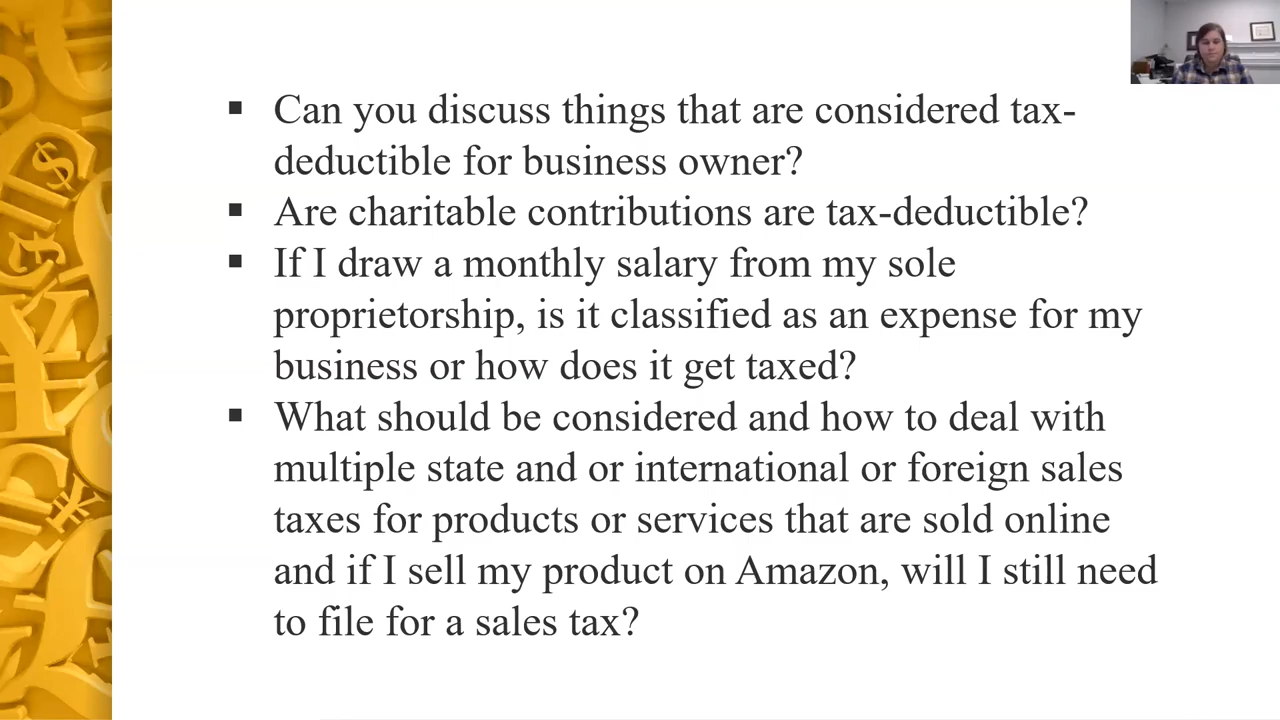 ▪ Can you discuss things that are considered tax-
deductible for business owner?
▪ Are charitable contributions are tax-deductible?
▪ If I draw a monthly salary from my sole
proprietorship, is it classified as an expense for my
business or how does it get taxed?
▪ What should be considered and how to deal with
multiple state and or international or foreign sales
taxes for products or services that are sold online
and if I sell my product on Amazon, will I still need
to file for a sales tax?